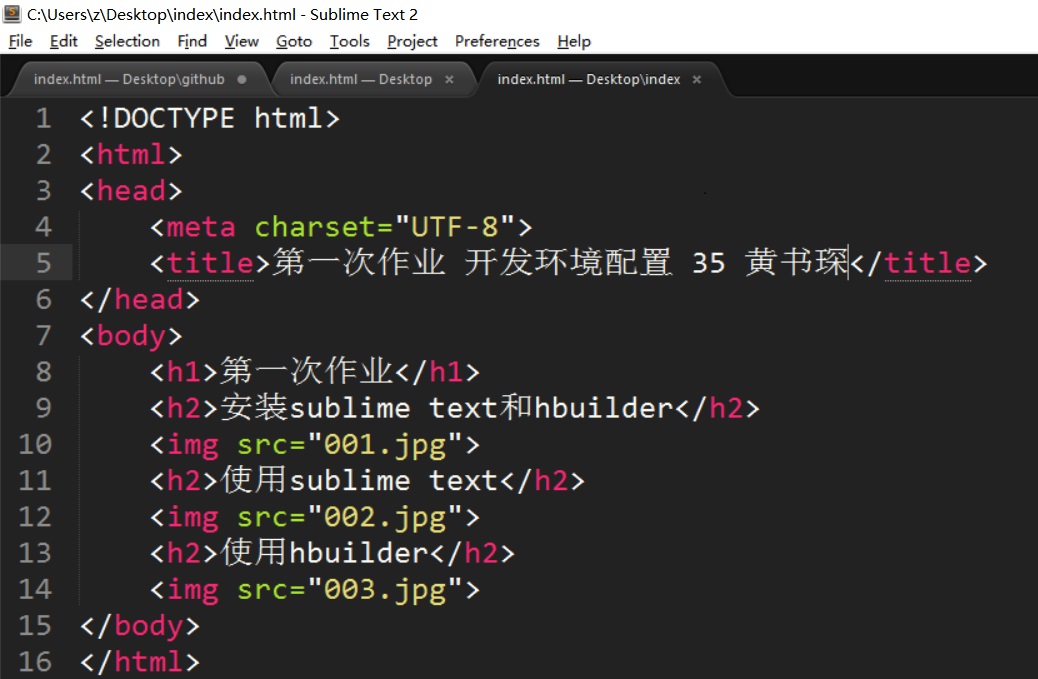 C:\Users\z\Desktop\index\index.html - Sublime Text 2
File Edit Selection Find View Goto Tools Project Preferences Help
index.html — Desktop\github index.html — Desktop × index.html — Desktop\index ×
1 <!DOCTYPE html>
2 <html>
3 <head>
4 <meta charset="UTF-8">
5 <title>第一次作业 开发环境配置 35 黄书琛</title>
6 </head>
7 <body>
8 <h1>第一次作业</h1>
9 <h2>安装sublime text和hbuilder</h2>
10 <img src="001.jpg">
11 <h2>使用sublime text</h2>
12 <img src="002.jpg">
13 <h2>使用hbuilder</h2>
14 <img src="003.jpg">
15 </body>
16 </html>